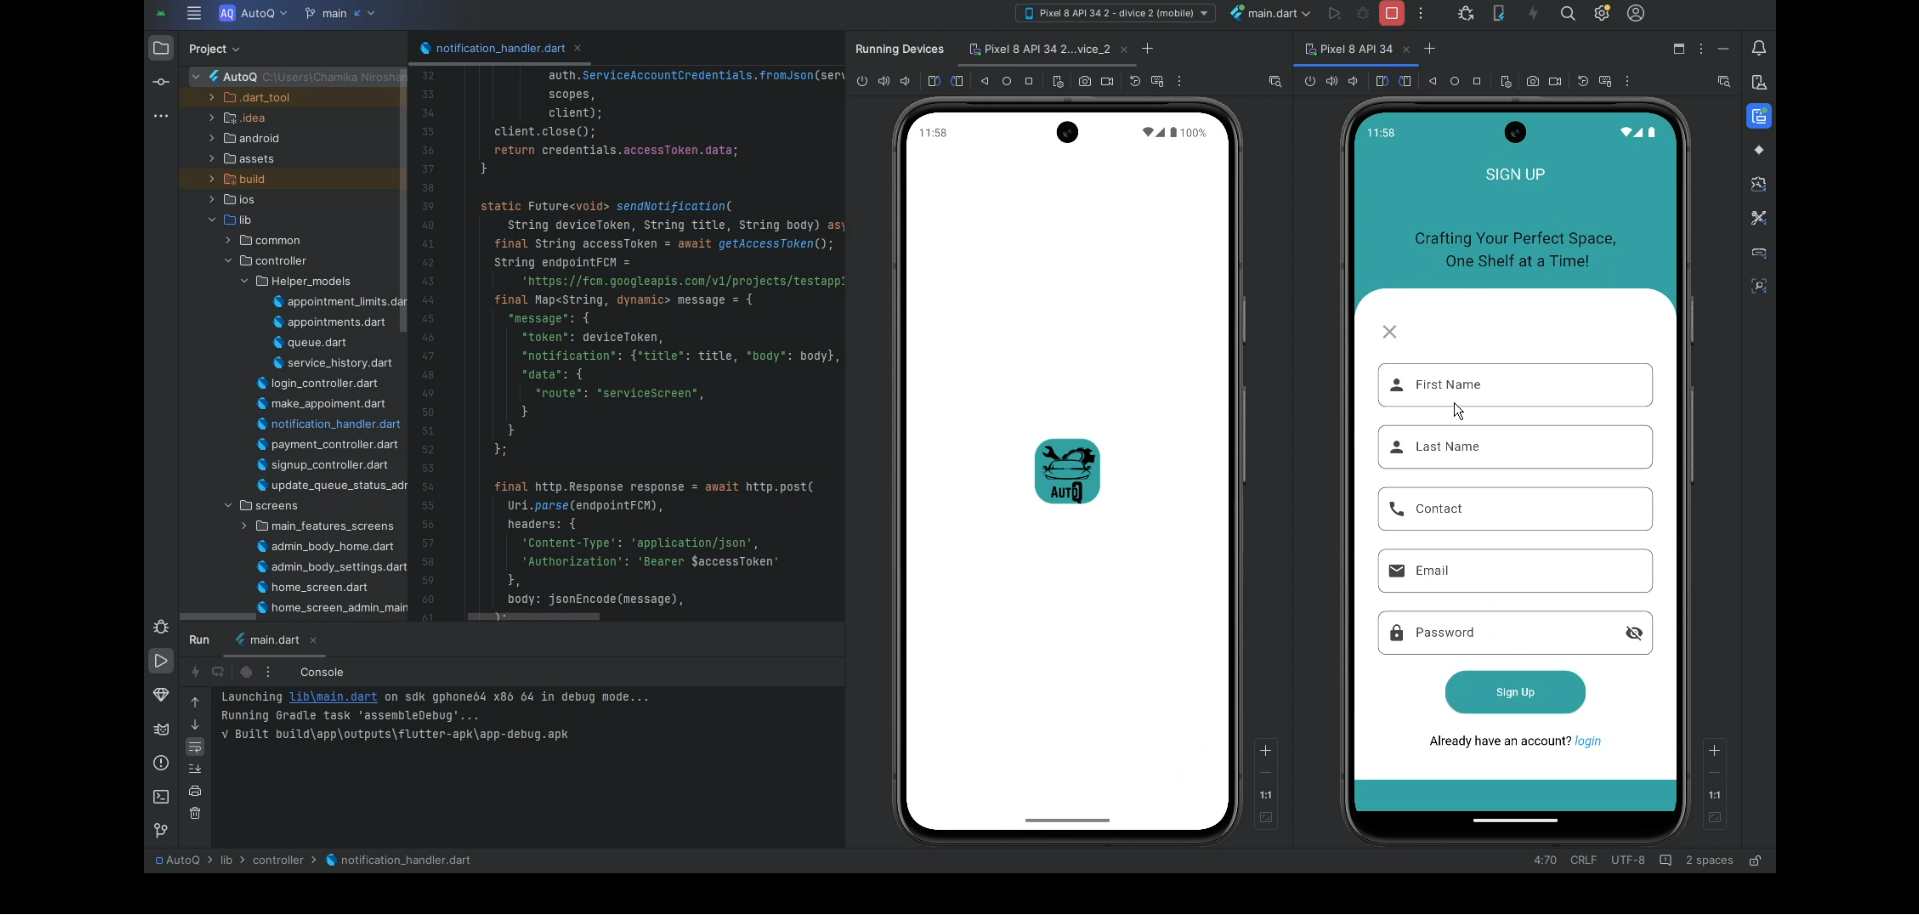 AQ AutoQ main Pixel 8 API 34 2 - divice 2 (mobile) main.dart
Project
AutoQ C:\Users\Chamika Niroshan
.dart_tool
.idea
android
assets
build
ios
lib
common
controller
Helper_models
appointment_limits.dar
appointments.dart
queue.dart
service_history.dart
login_controller.dart
make_appoiment.dart
notification_handler.dart
payment_controller.dart
signup_controller.dart
update_queue_status_adr
screens
main_features_screens
admin_body_home.dart
admin_body_settings.dart
home_screen.dart
home_screen_admin_main
notification_handler.dart
32 auth.ServiceAccountCredentials.fromJson(serv
33 scopes,
34 client);
35 client.close();
36 return credentials.accessToken.data;
37 }
38
39 static Future<void> sendNotification(
40 String deviceToken, String title, String body) asy
41 final String accessToken = await getAccessToken();
42 String endpointFCM =
43 'https://fcm.googleapis.com/v1/projects/testapp1
44 final Map<String, dynamic> message = {
45 "message": {
46 "token": deviceToken,
47 "notification": {"title": title, "body": body},
48 "data": {
49 "route": "serviceScreen",
50 }
51 }
52 };
53
54 final http.Response response = await http.post(
55 Uri.parse(endpointFCM),
56 headers: {
57 'Content-Type': 'application/json',
58 'Authorization': 'Bearer $accessToken'
59 },
60 body: jsonEncode(message),
61 );
Running Devices Pixel 8 API 34 2...vice_2
11:58 100%
AUTOQ
1:1
Pixel 8 API 34
11:58
SIGN UP
Crafting Your Perfect Space,
One Shelf at a Time!
First Name
Last Name
Contact
Email
Password
Sign Up
Already have an account? login
1:1
Run main.dart
Console
Launching lib\main.dart on sdk gphone64 x86 64 in debug mode...
Running Gradle task 'assembleDebug'...
√ Built build\app\outputs\flutter-apk\app-debug.apk
AutoQ > lib > controller > notification_handler.dart 4:70 CRLF UTF-8 2 spaces